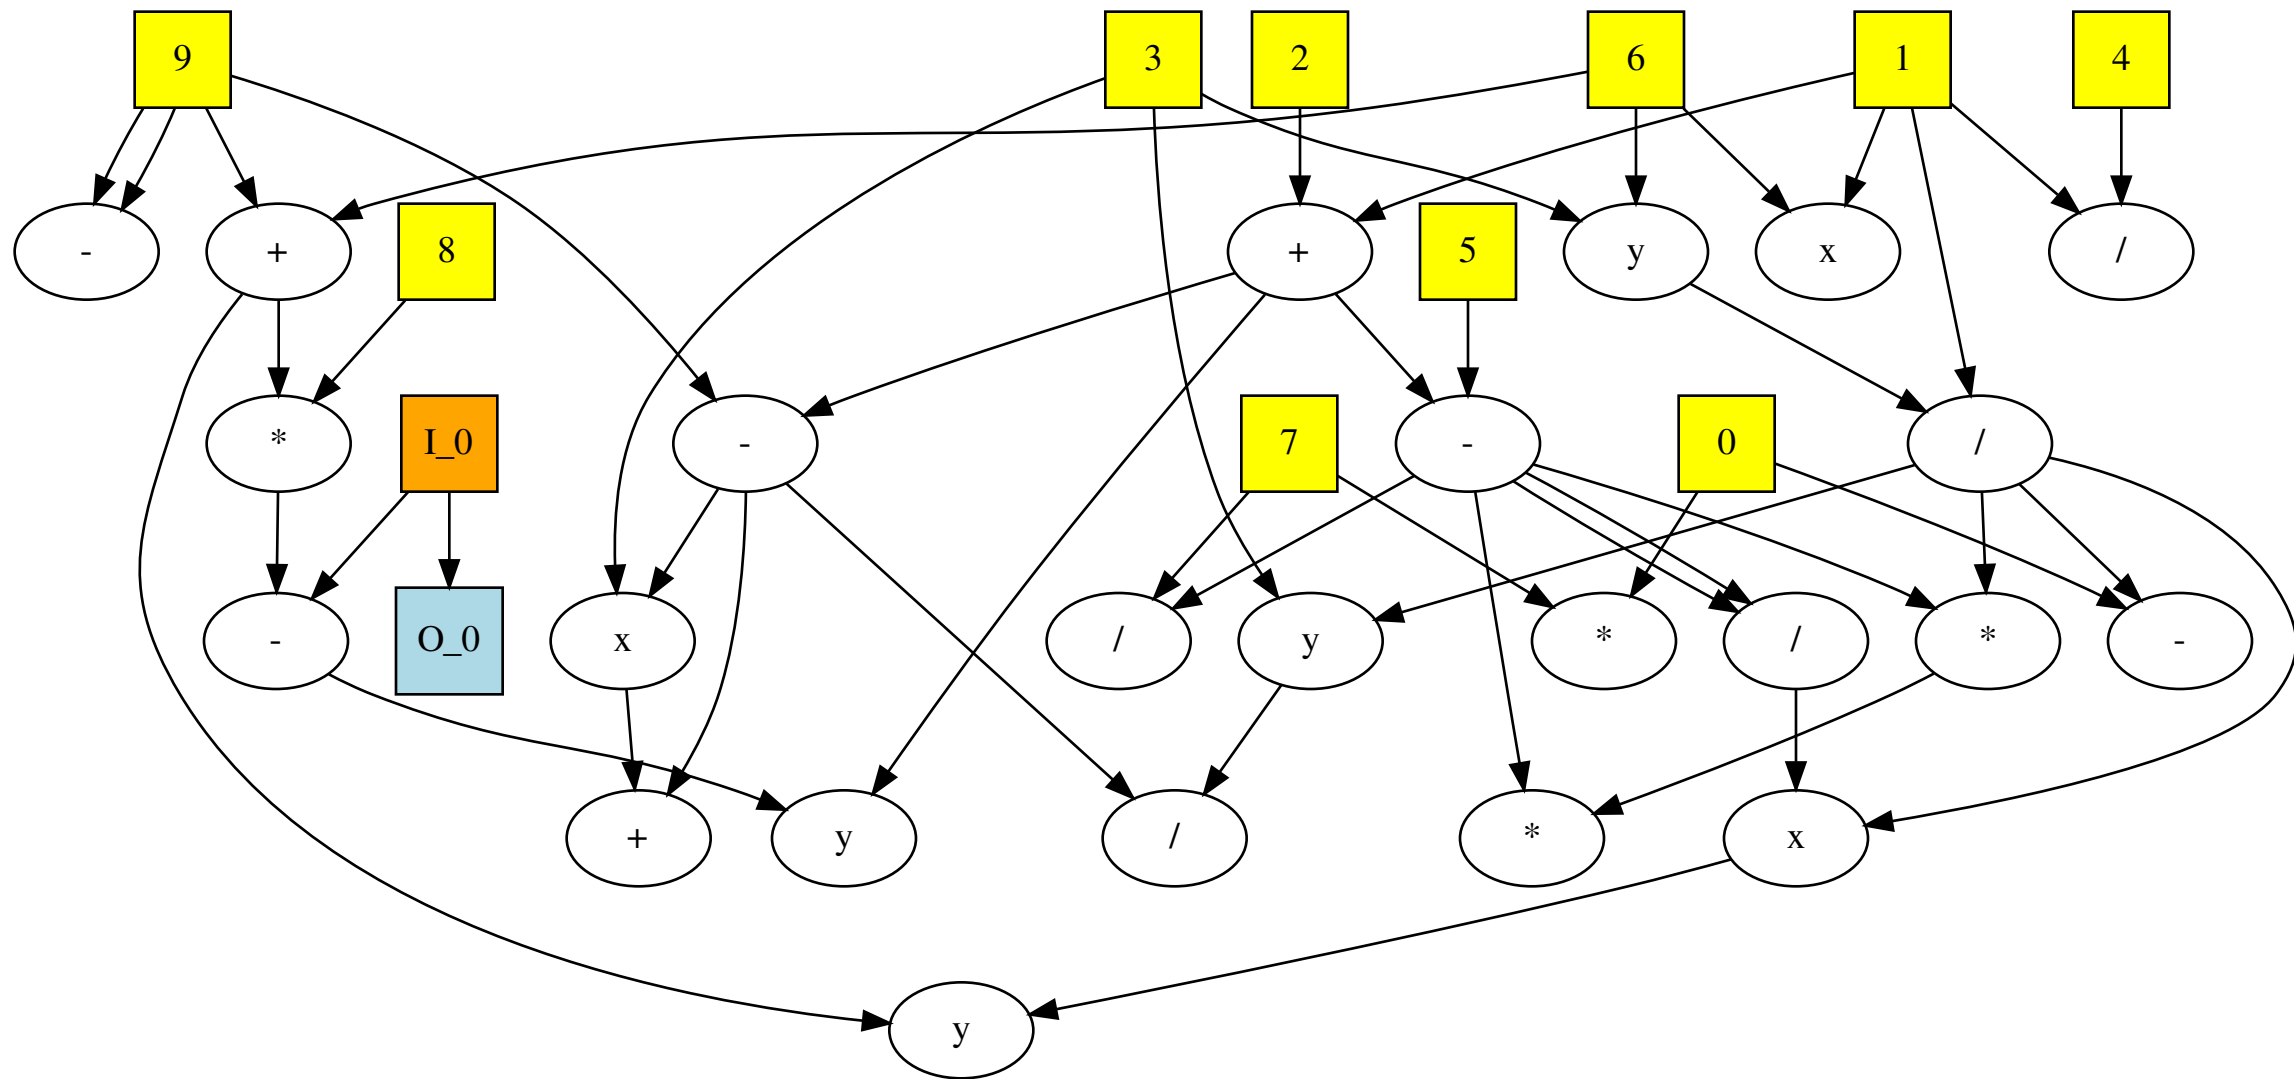 9 3 2 6 1 4
- + 8 + 5 y x /
* I_0 - 7 - 0 /
- O_0 x / y * / * -
+ y / * x
y